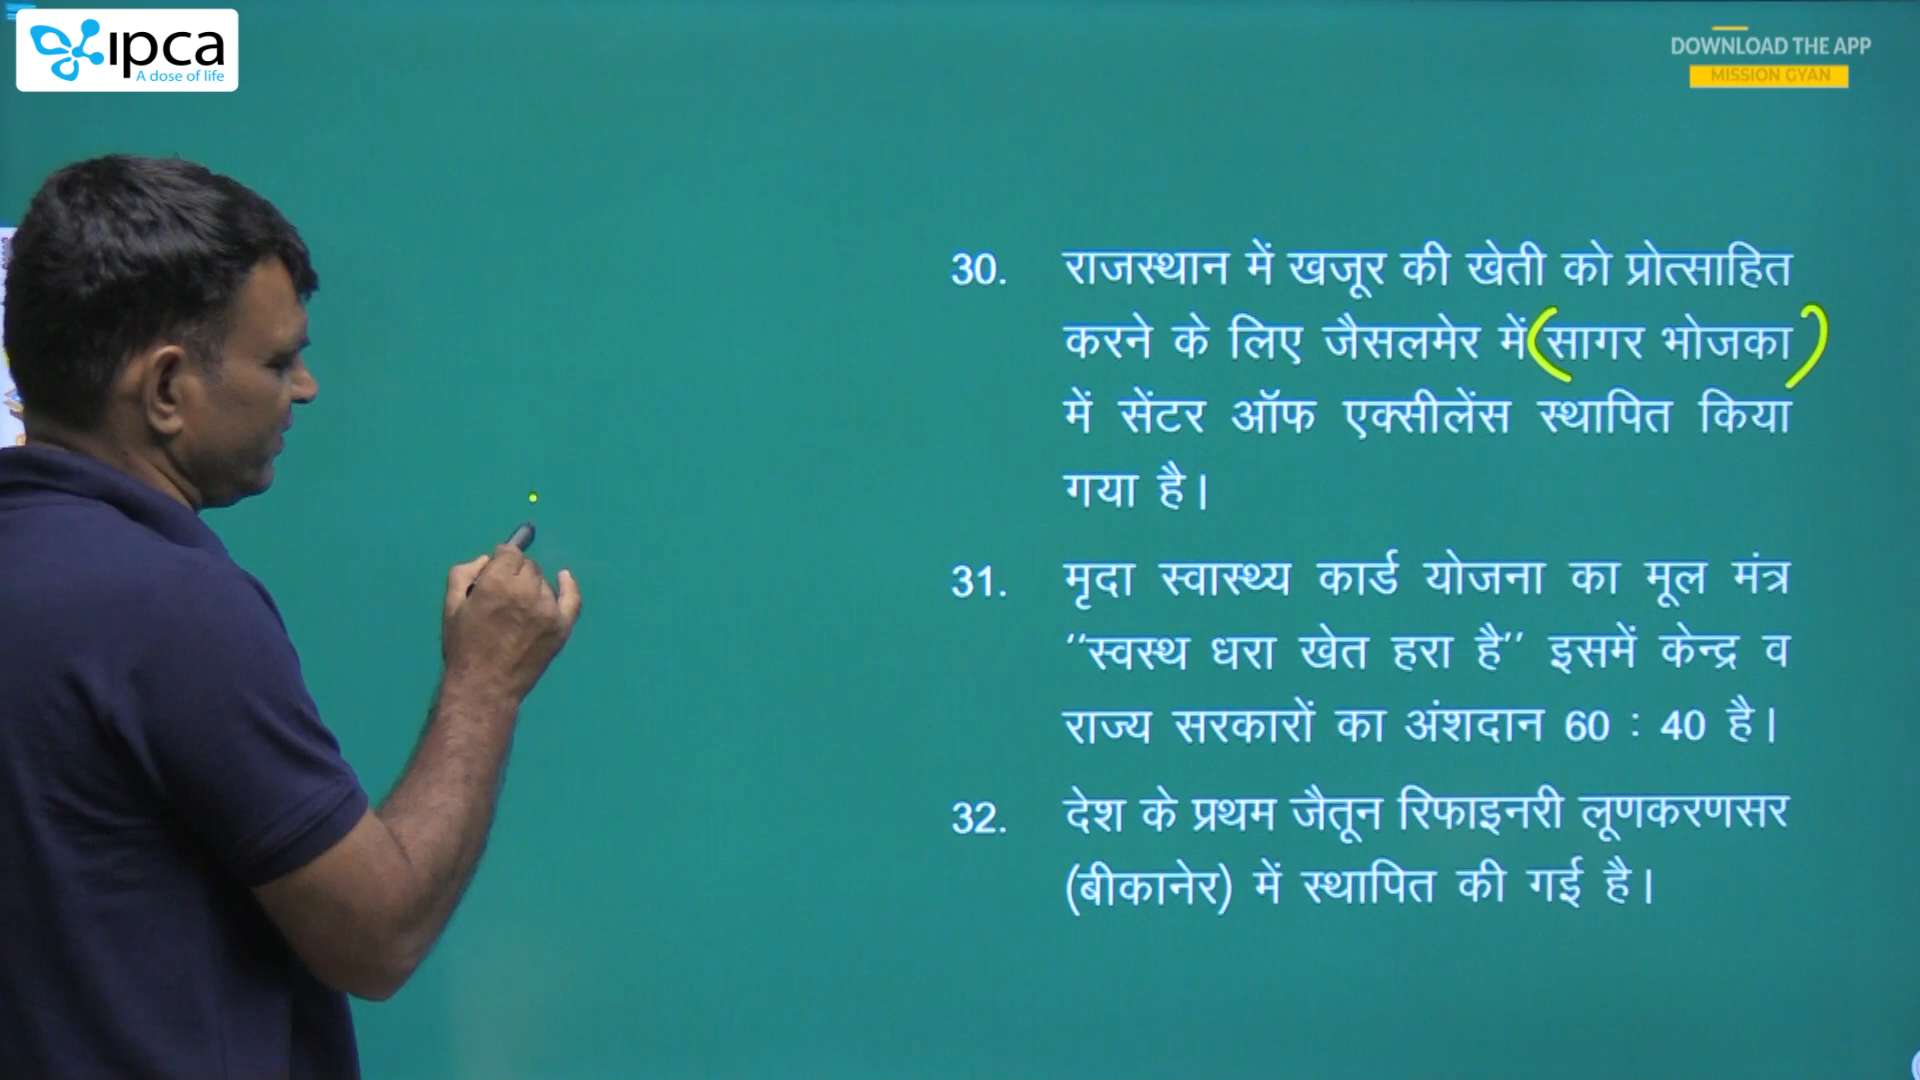 ipca
A dose of life
DOWNLOAD THE APP
MISSION GYAN
30. राजस्थान में खजूर की खेती को प्रोत्साहित
करने के लिए जैसलमेर में (सागर भोजका)
में सेंटर ऑफ एक्सीलेंस स्थापित किया
गया है।
31. मृदा स्वास्थ्य कार्ड योजना का मूल मंत्र
"स्वस्थ धरा खेत हरा है" इसमें केन्द्र व
राज्य सरकारों का अंशदान 60 : 40 है।
32. देश के प्रथम जैतून रिफाइनरी लूणकरणसर
(बीकानेर) में स्थापित की गई है।